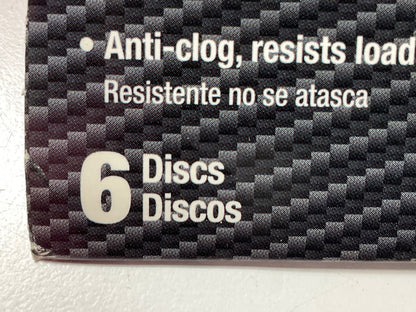 • Anti-clog, resists load
Resistente no se atasca
6 Discs
Discos